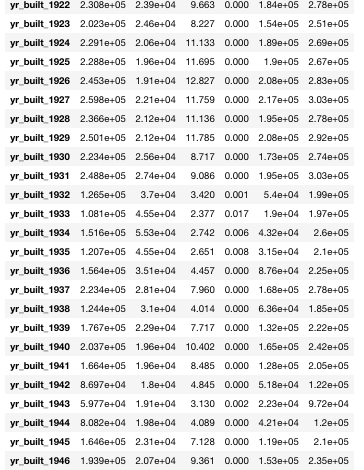 yr_built_1922 2.308e+05 2.39e+04 9.663 0.000 1.84e+05 2.78e+05
yr_built_1923 2.023e+05 2.46e+04 8.227 0.000 1.54e+05 2.51e+05
yr_built_1924 2.291e+05 2.06e+04 11.133 0.000 1.89e+05 2.69e+05
yr_built_1925 2.288e+05 1.96e+04 11.695 0.000 1.9e+05 2.67e+05
yr_built_1926 2.453e+05 1.91e+04 12.827 0.000 2.08e+05 2.83e+05
yr_built_1927 2.598e+05 2.21e+04 11.759 0.000 2.17e+05 3.03e+05
yr_built_1928 2.366e+05 2.12e+04 11.136 0.000 1.95e+05 2.78e+05
yr_built_1929 2.501e+05 2.12e+04 11.785 0.000 2.08e+05 2.92e+05
yr_built_1930 2.234e+05 2.56e+04 8.717 0.000 1.73e+05 2.74e+05
yr_built_1931 2.488e+05 2.74e+04 9.086 0.000 1.95e+05 3.03e+05
yr_built_1932 1.265e+05 3.7e+04 3.420 0.001 5.4e+04 1.99e+05
yr_built_1933 1.081e+05 4.55e+04 2.377 0.017 1.9e+04 1.97e+05
yr_built_1934 1.516e+05 5.53e+04 2.742 0.006 4.32e+04 2.6e+05
yr_built_1935 1.207e+05 4.55e+04 2.651 0.008 3.15e+04 2.1e+05
yr_built_1936 1.564e+05 3.51e+04 4.457 0.000 8.76e+04 2.25e+05
yr_built_1937 2.234e+05 2.81e+04 7.960 0.000 1.68e+05 2.78e+05
yr_built_1938 1.244e+05 3.1e+04 4.014 0.000 6.36e+04 1.85e+05
yr_built_1939 1.767e+05 2.29e+04 7.717 0.000 1.32e+05 2.22e+05
yr_built_1940 2.037e+05 1.96e+04 10.402 0.000 1.65e+05 2.42e+05
yr_built_1941 1.664e+05 1.96e+04 8.485 0.000 1.28e+05 2.05e+05
yr_built_1942 8.697e+04 1.8e+04 4.845 0.000 5.18e+04 1.22e+05
yr_built_1943 5.977e+04 1.91e+04 3.130 0.002 2.23e+04 9.72e+04
yr_built_1944 8.082e+04 1.98e+04 4.089 0.000 4.21e+04 1.2e+05
yr_built_1945 1.646e+05 2.31e+04 7.128 0.000 1.19e+05 2.1e+05
yr_built_1946 1.939e+05 2.07e+04 9.361 0.000 1.53e+05 2.35e+05